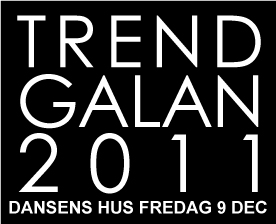 TREND
GALAN
2011
DANSENS HUS FREDAG 9 DEC